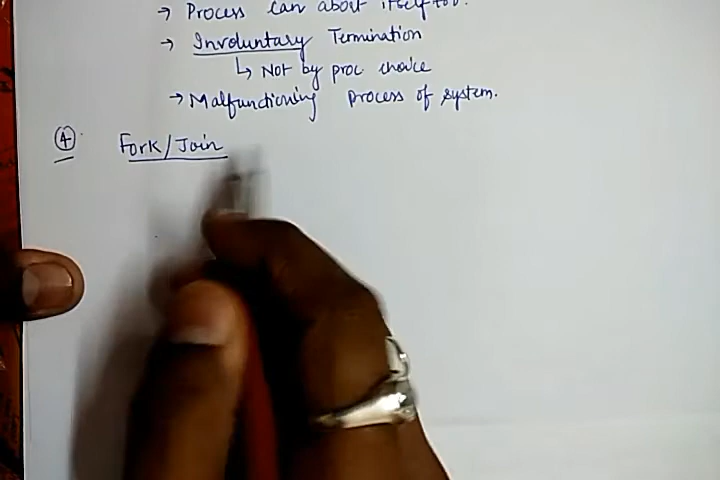 → Process can abort itself too.
→ Involuntary Termination
↳ Not by proc choice
→ Malfunctioning process of system.
④ Fork/Join